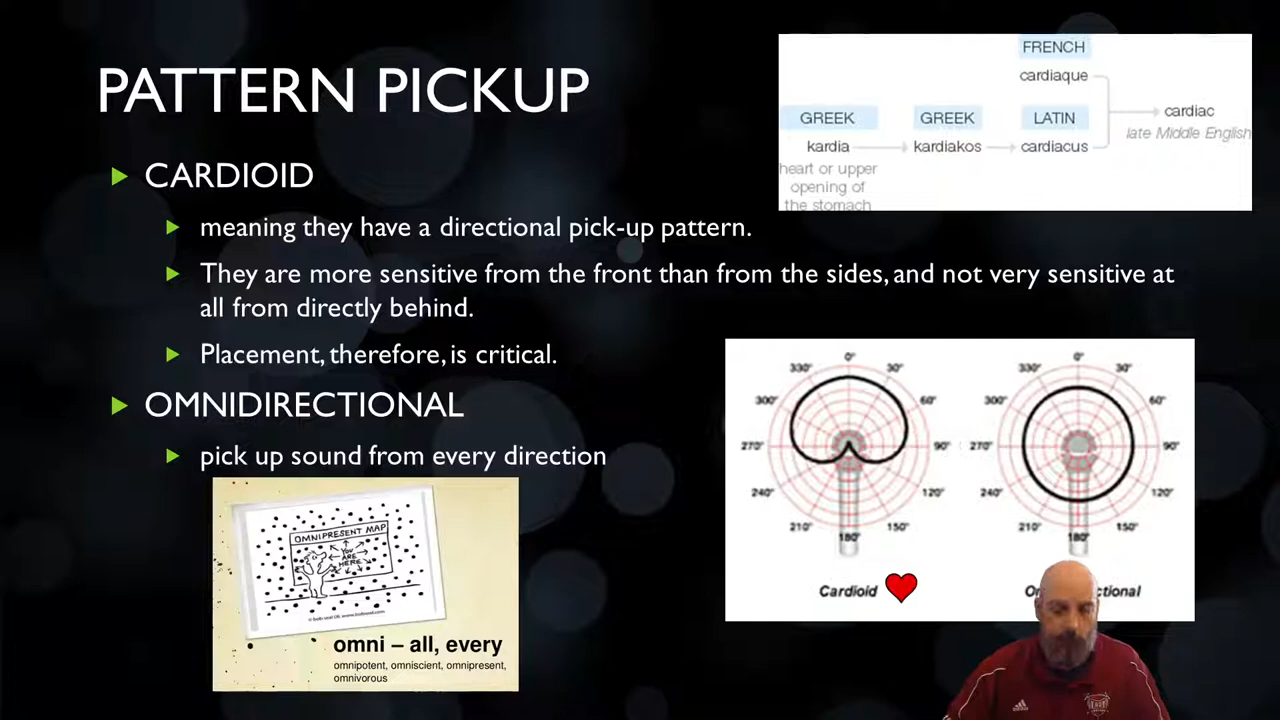 PATTERN PICKUP
CARDIOID
meaning they have a directional pick-up pattern.
They are more sensitive from the front than from the sides, and not very sensitive at
all from directly behind.
Placement, therefore, is critical.
OMNIDIRECTIONAL
pick up sound from every direction
FRENCH
cardiaque
GREEK
GREEK
LATIN
cardiac
kardia
kardiakos
cardiacus
late Middle English
heart or upper
opening of
the stomach
0°
330°
30°
300°
60°
270°
90°
240°
120°
210°
150°
180°
Cardioid
0°
330°
30°
300°
60°
270°
90°
240°
120°
210°
150°
180°
OMNIPRESENT MAP
YOU
ARE
HERE
omni – all, every
omnipotent, omniscient, omnipresent,
omnivorous